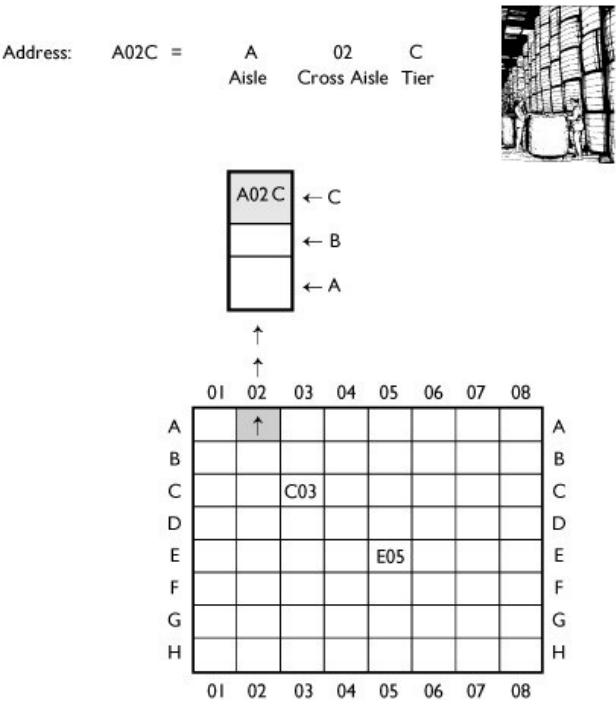 Address: A02C = A 02 C
Aisle Cross Aisle Tier
A02 C ← C
← B
← A
↑
↑
01 02 03 04 05 06 07 08
A ↑ A
B B
C C03 C
D D
E E05 E
F F
G G
H H
01 02 03 04 05 06 07 08